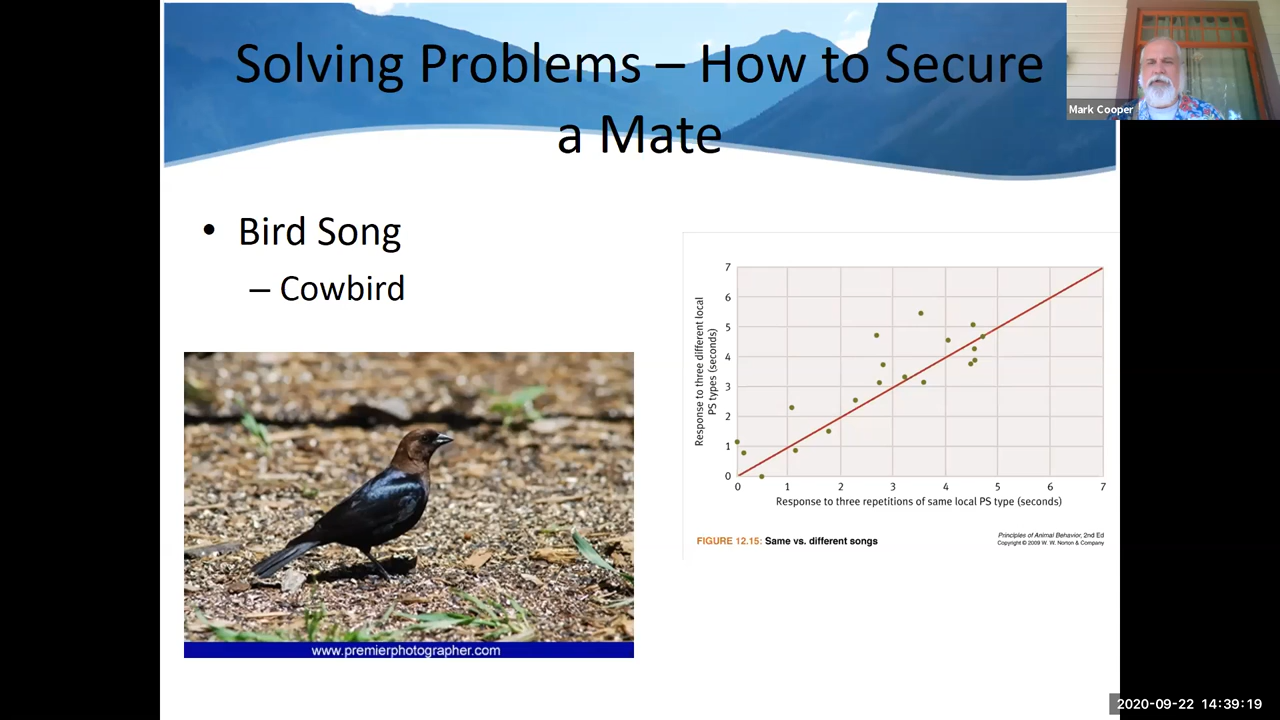 Solving Problems – How to Secure
a Mate
Mark Cooper
• Bird Song
– Cowbird
www.premierphotographer.com
Response to three different local
PS types (seconds)
7
6
5
4
3
2
1
0
0 1 2 3 4 5 6 7
Response to three repetitions of same local PS type (seconds)
FIGURE 12.15: Same vs. different songs
Principles of Animal Behavior, 2nd Ed
Copyright © 2009 W. W. Norton & Company
2020-09-22 14:39:19